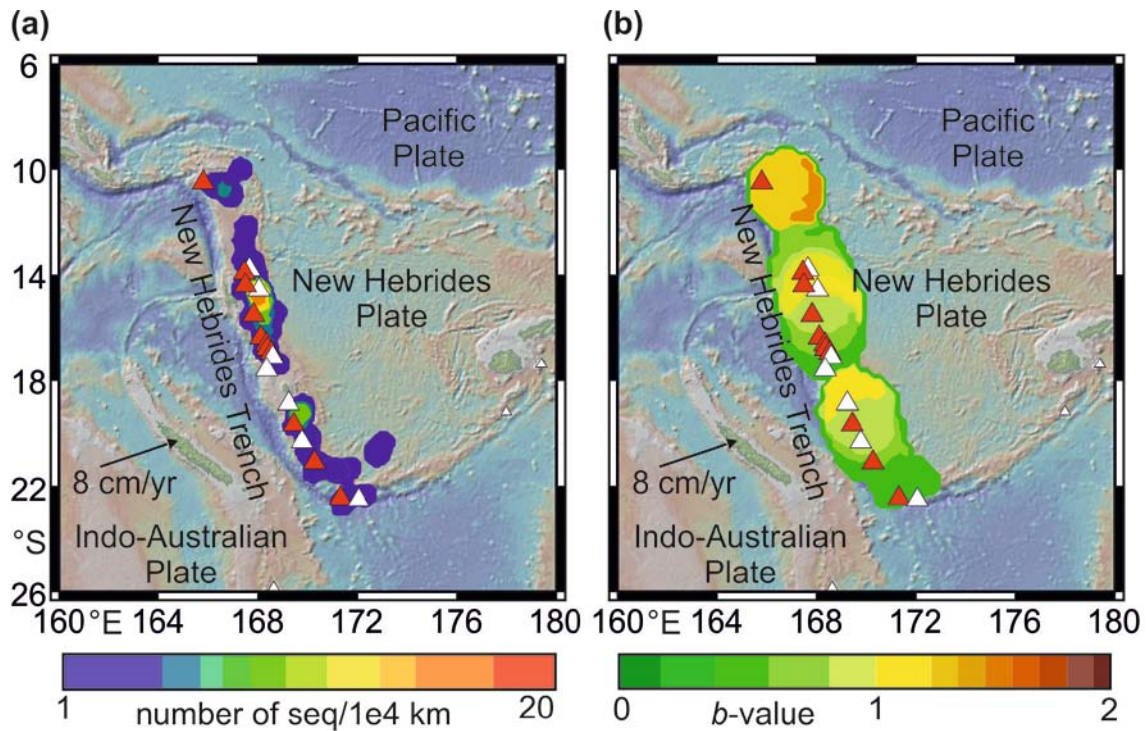 (a)
6
10
14
18
22
°S
26
160 °E 164 168 172 176 180
Pacific
Plate
New Hebrides
Plate
New Hebrides Trench
8 cm/yr
Indo-Australian
Plate
1 number of seq/1e4 km 20
(b)
160 °E 164 168 172 176 180
Pacific
Plate
New Hebrides
Plate
New Hebrides Trench
8 cm/yr
Indo-Australian
Plate
0 b-value 1 2